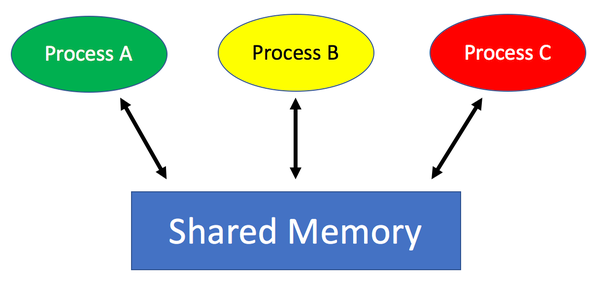 Process A
Process B
Process C
Shared Memory